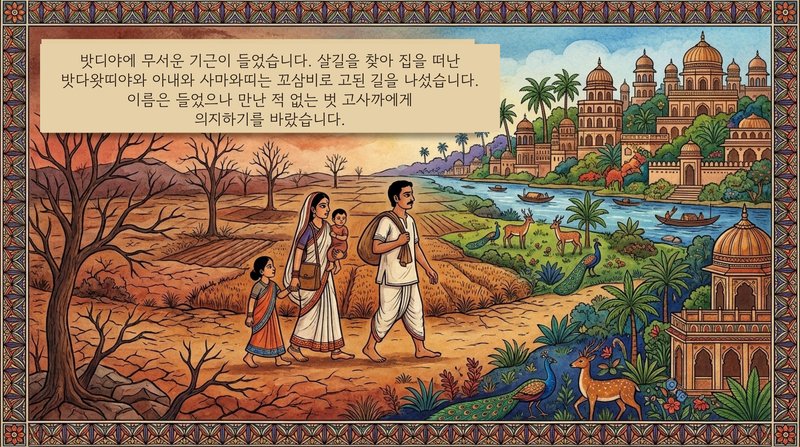 밧디야에 무서운 기근이 들었습니다. 살길을 찾아 집을 떠난
밧다왓띠야와 아내와 사마와띠는 꼬삼비로 고된 길을 나섰습니다.
이름은 들었으나 만난 적 없는 벗 고사까에게
의지하기를 바랐습니다.